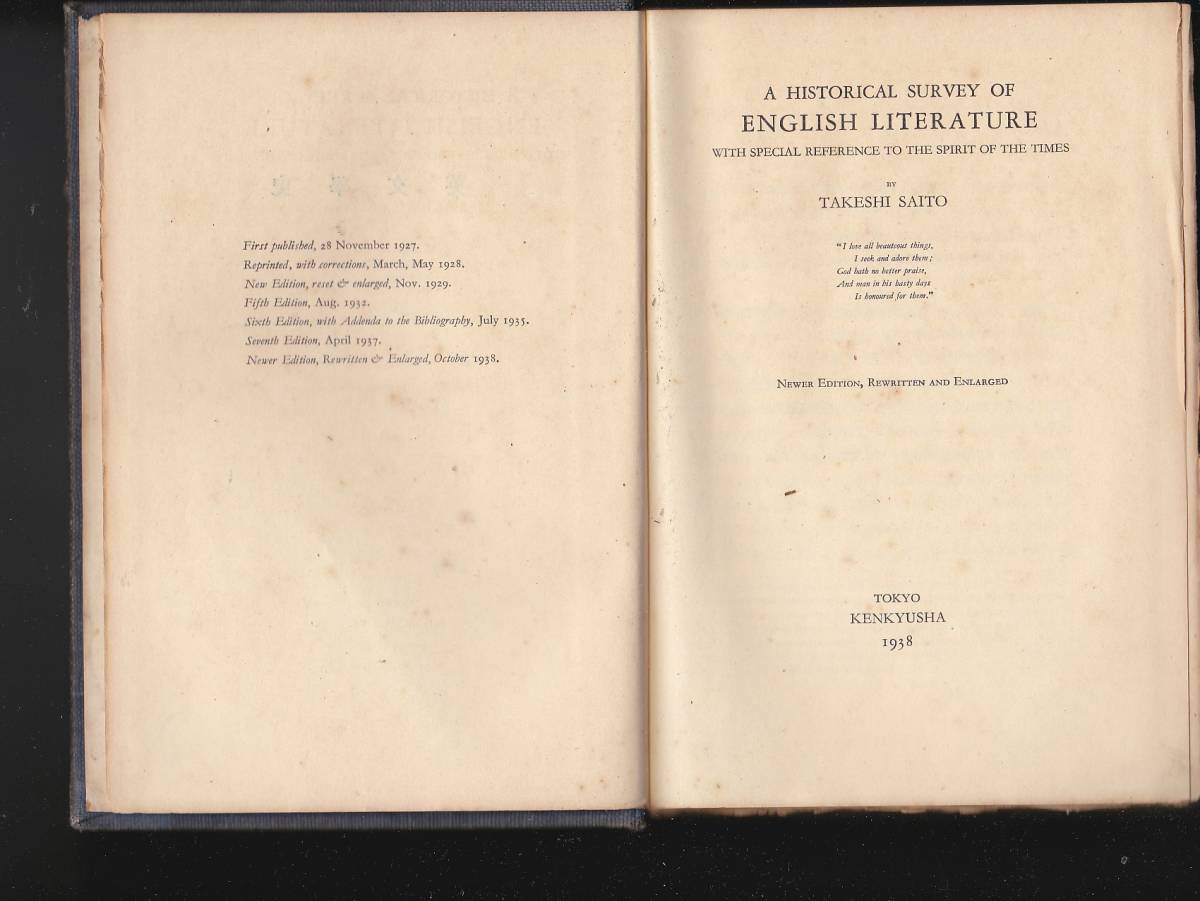 First published, 28 November 1927.
Reprinted, with corrections, March, May 1928.
New Edition, reset & enlarged, Nov. 1929.
Fifth Edition, Aug. 1932.
Sixth Edition, with Addenda to the Bibliography, July 1935.
Seventh Edition, April 1937.
Newer Edition, Rewritten & Enlarged, October 1938.
A HISTORICAL SURVEY OF
ENGLISH LITERATURE
WITH SPECIAL REFERENCE TO THE SPIRIT OF THE TIMES
BY
TAKESHI SAITO
"I love all beauteous things,
I seek and adore them;
God hath no better praise,
And man in his hasty days
Is honoured for them."
NEWER EDITION, REWRITTEN AND ENLARGED
TOKYO
KENKYUSHA
1938